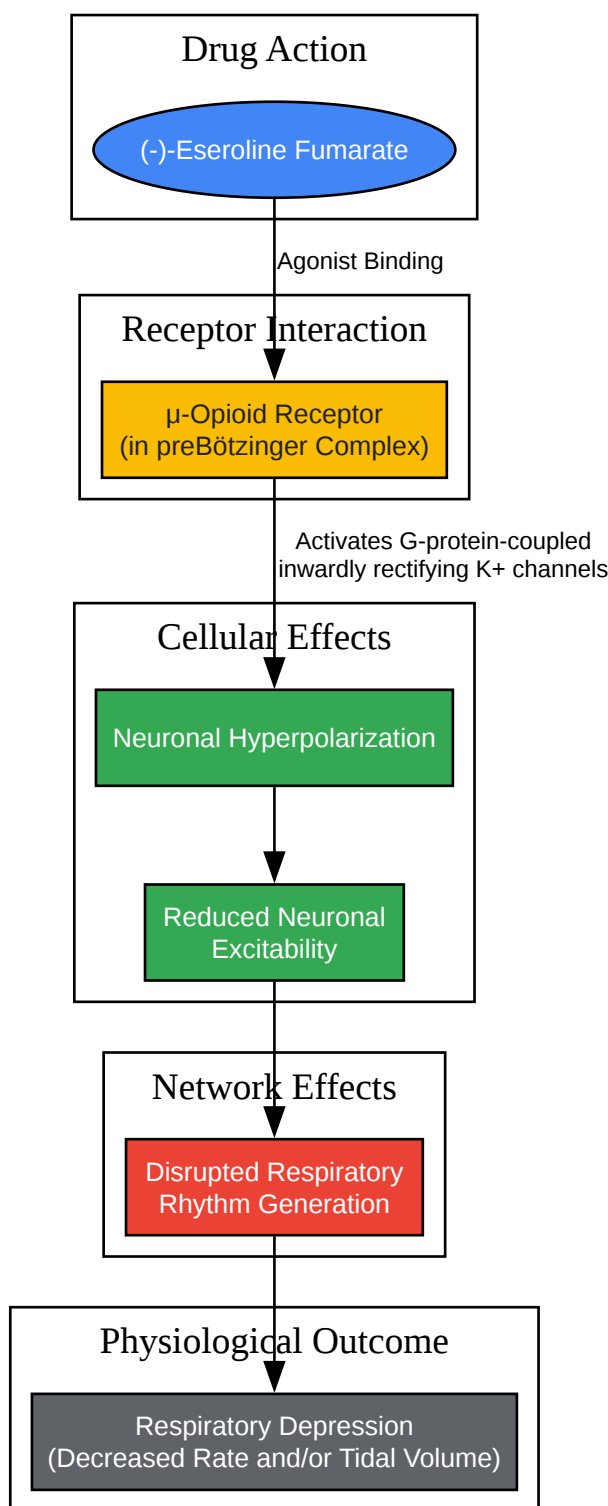 Drug Action
(-)-Eseroline Fumarate
Agonist Binding
Receptor Interaction
μ-Opioid Receptor
(in preBötzinger Complex)
Activates G-protein-coupled
inwardly rectifying K+ channels
Cellular Effects
Neuronal Hyperpolarization
Reduced Neuronal
Excitability
Network Effects
Disrupted Respiratory
Rhythm Generation
Physiological Outcome
Respiratory Depression
(Decreased Rate and/or Tidal Volume)